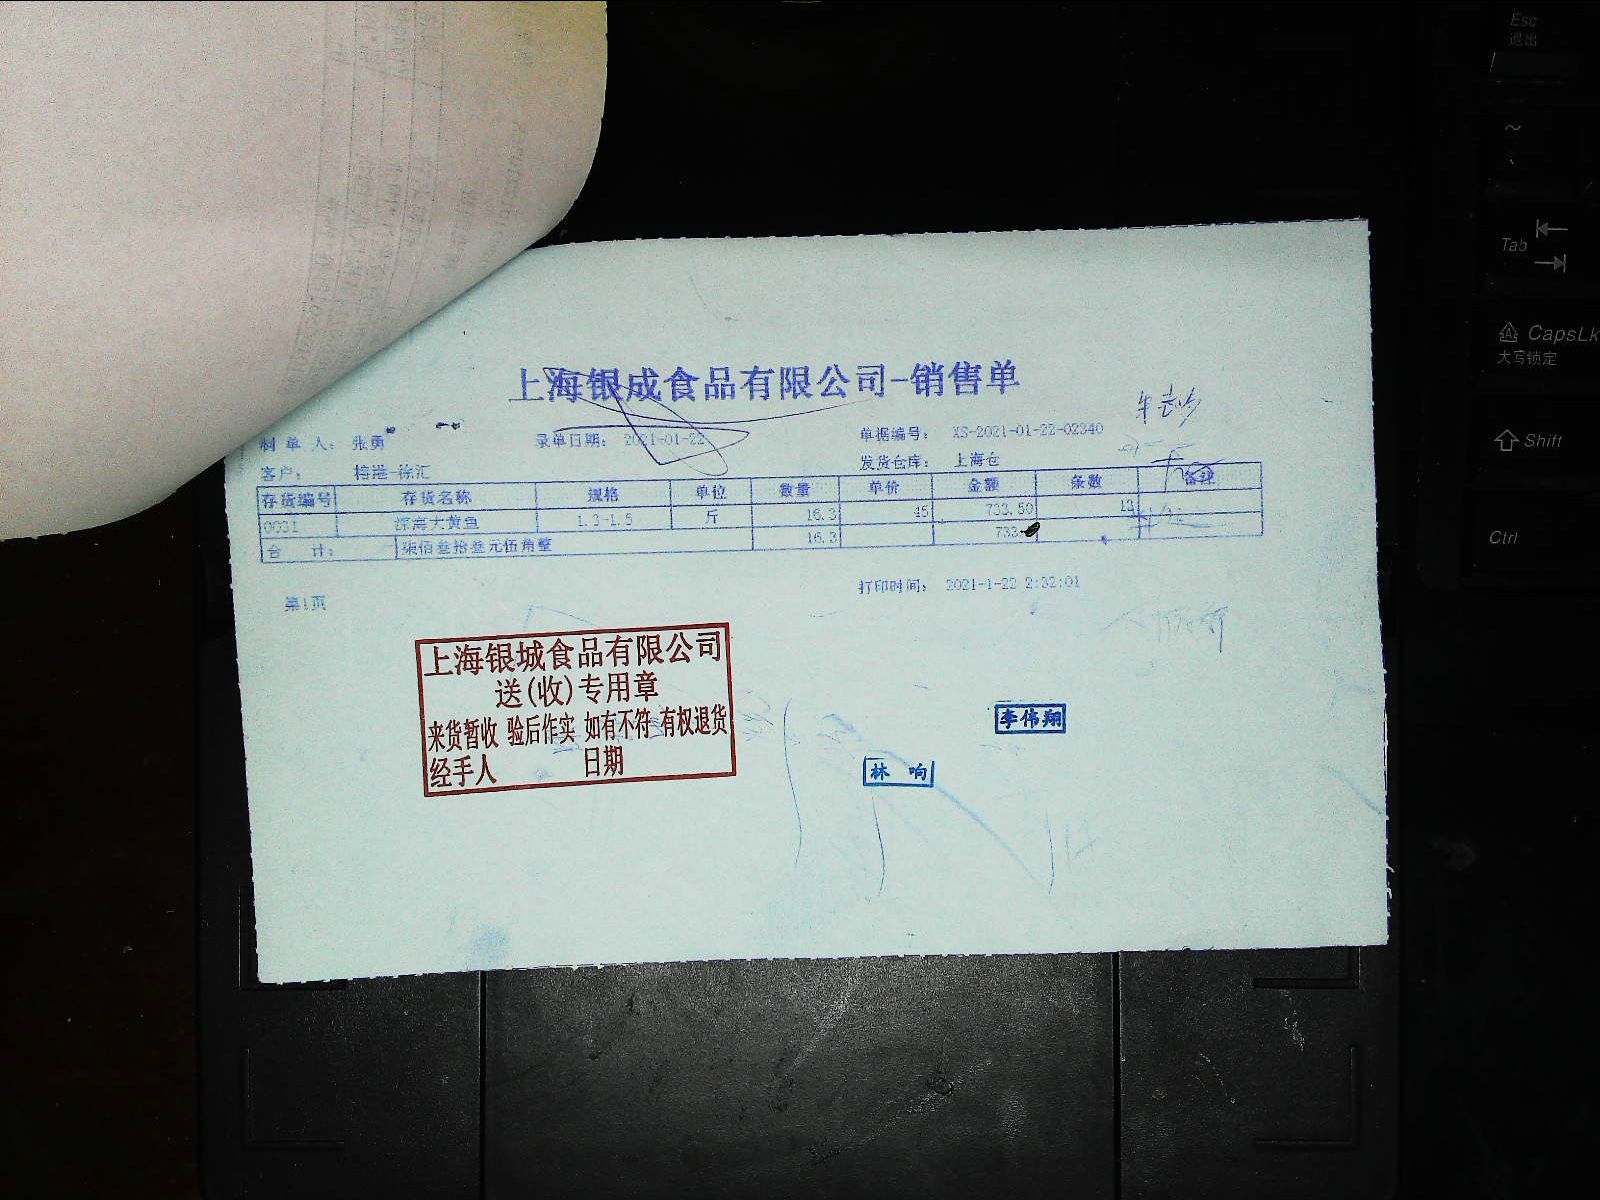 上海银成食品有限公司-销售单
制单人： 张勇 录单日期： 2021-01-22 单据编号： XS-2021-01-22-02340
客户： 梅港-徐汇 发货仓库： 上海仓
存货编号 存货名称 规格 单位 数量 单价 金额 条数 备注
0031 深海大黄鱼 1.3-1.5 斤 16.3 45 733.50
合 计： 柒佰叁拾叁元伍角整 16.3 733.
打印时间： 2021-1-22 2:32:01
第1页
上海银城食品有限公司
送(收)专用章
来货暂收 验后作实 如有不符 有权退货
经手人 日期
李伟翔
林 响
Esc
退出
~
Tab
CapsLk
大写锁定
Shift
Ctrl